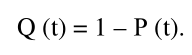 Q (t) = 1 – P (t).